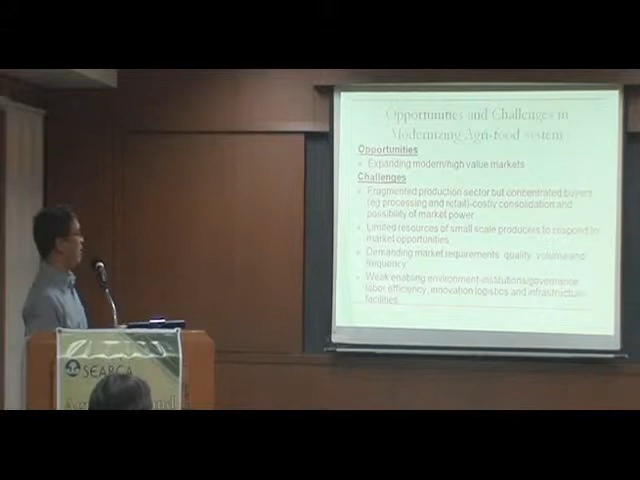 Opportunities and Challenges in
Modernizing Agri-food system
Opportunities
Expanding modern/high value markets
Challenges
Fragmented production sector but concentrated buyers
(eg processing and retail)-costly consolidation and
possibility of market power
Limited resources of small scale producers to respond to
market opportunities
Demanding market requirements quality, volume and
frequency
Weak enabling environment-institutions/governance
labor efficiency, innovation logistics and infrastructure
facilities
SEARCA
and